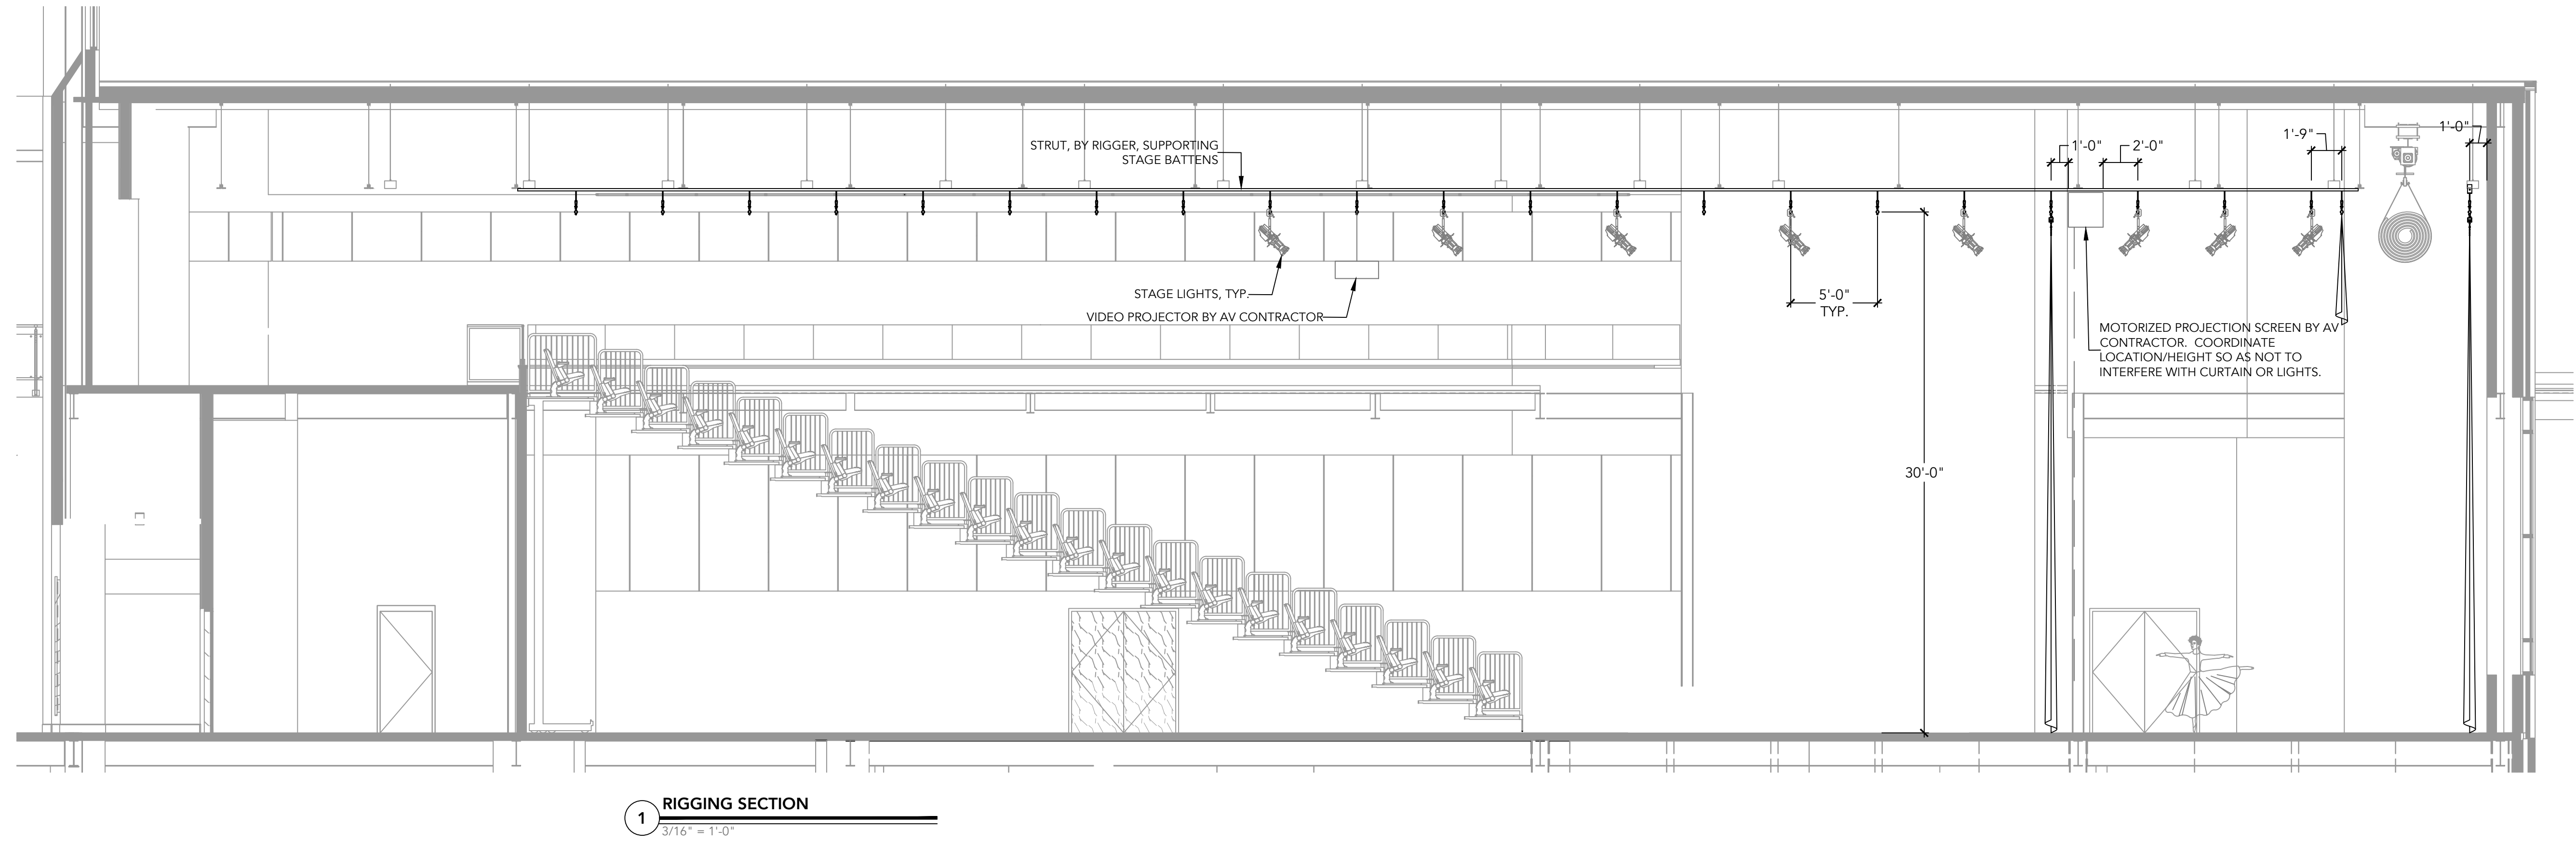 1'-0"
1'-9"
STRUT, BY RIGGER, SUPPORTING
STAGE BATTENS
1'-0"
2'-0"
STAGE LIGHTS, TYP.
5'-0"
TYP.
VIDEO PROJECTOR BY AV CONTRACTOR
MOTORIZED PROJECTION SCREEN BY AV
CONTRACTOR.  COORDINATE
LOCATION/HEIGHT SO AS NOT TO
INTERFERE WITH CURTAIN OR LIGHTS.
30'-0"
1
RIGGING SECTION
3/16" = 1'-0"